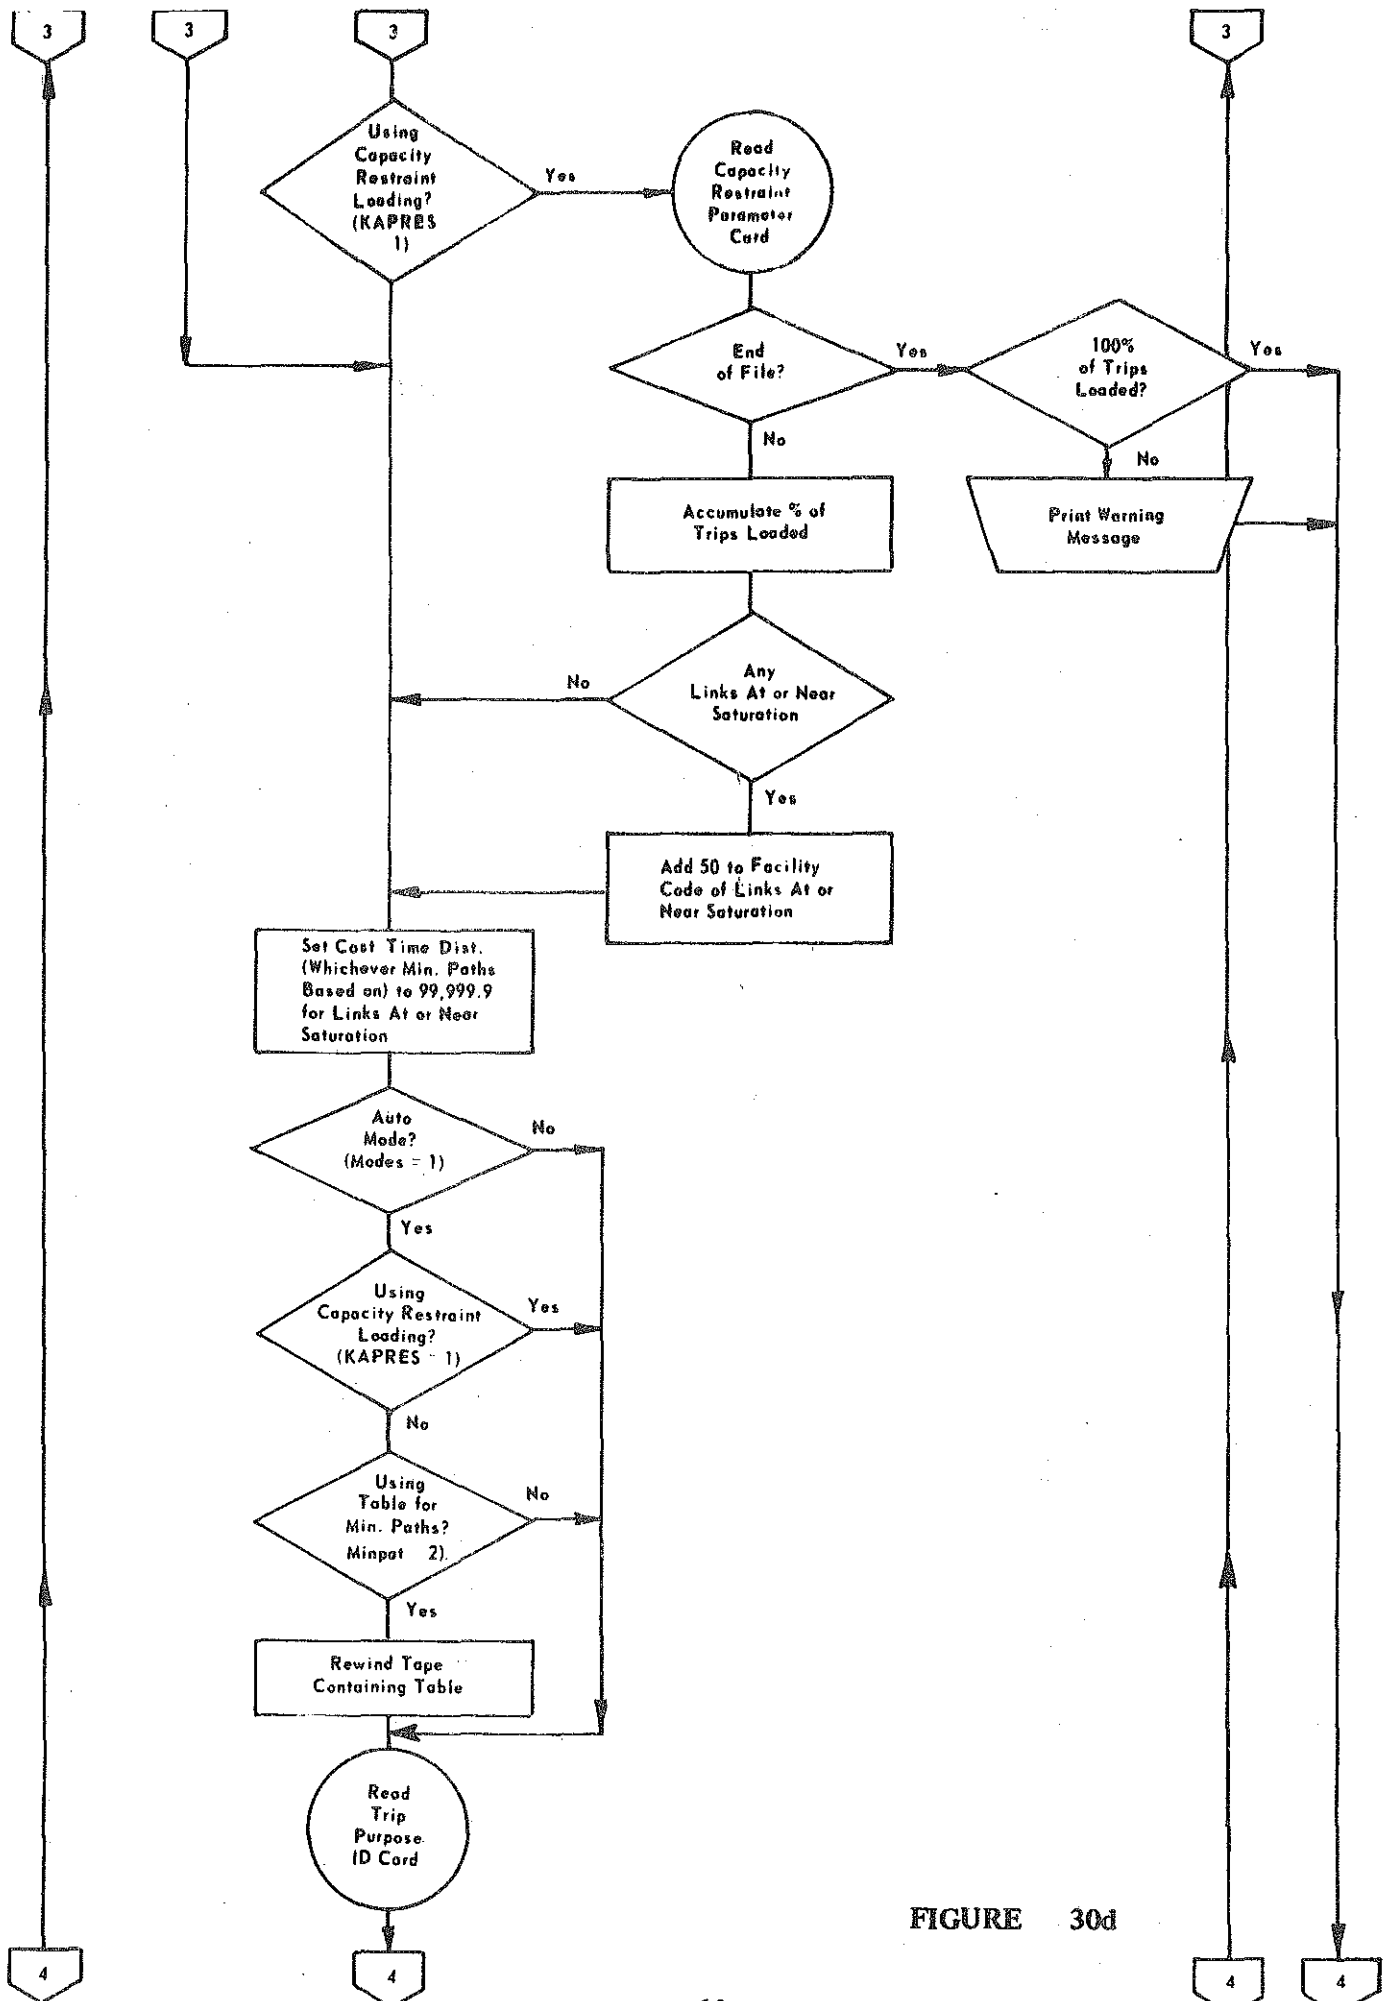 3
3
3
3
Using
Capacity
Restraint
Loading?
(KAPRES
1)
Yes
Read
Capacity
Restraint
Parameter
Card
End
of File?
Yes
100%
of Trips
Loaded?
Yes
No
No
Accumulate % of
Trips Loaded
Print Warning
Message
Any
Links At or Near
Saturation
No
Yes
Add 50 to Facility
Code of Links At or
Near Saturation
Set Cost Time Dist.
(Whichever Min. Paths
Based on) to 99,999.9
for Links At or Near
Saturation
Auto
Mode?
(Modes = 1)
No
Yes
Using
Capacity Restraint
Loading?
(KAPRES - 1)
Yes
No
Using
Table for
Min. Paths?
Minpat 2).
No
Yes
Rewind Tape
Containing Table
Read
Trip
Purpose
ID Card
FIGURE 30d
4
4
4
4